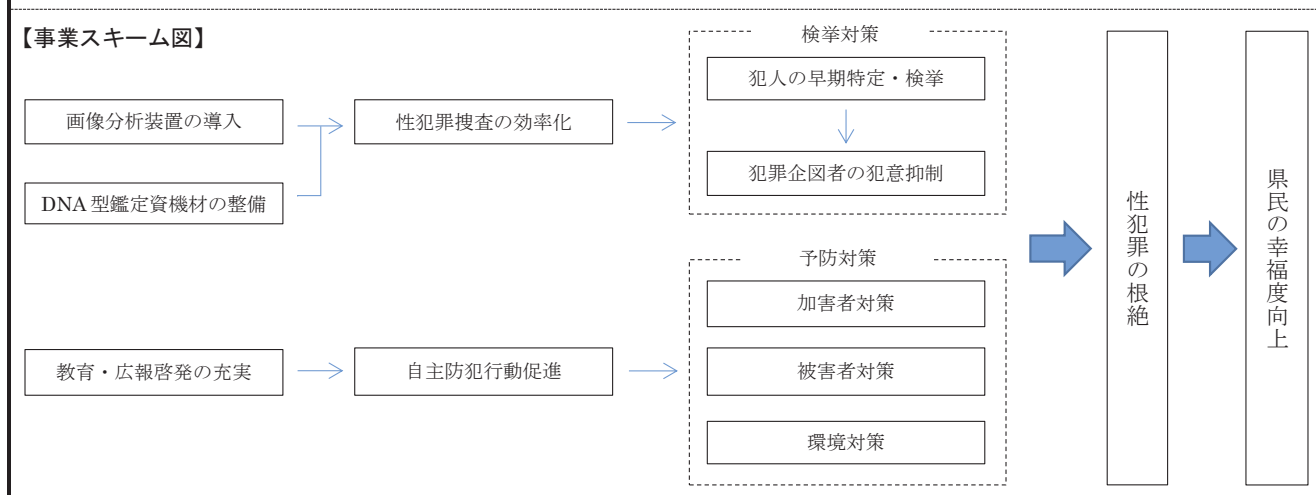 【事業スキーム図】
画像分析装置の導入
DNA 型鑑定資機材の整備
性犯罪捜査の効率化
検挙対策
犯人の早期特定・検挙
犯罪企図者の犯意抑制
教育・広報啓発の充実
自主防犯行動促進
予防対策
加害者対策
被害者対策
環境対策
性犯罪の根絶
県民の幸福度向上